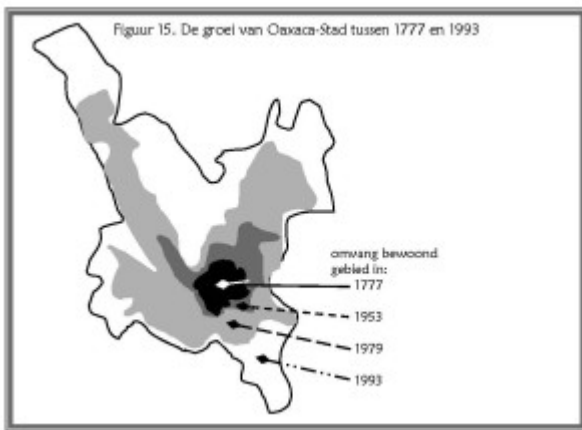 Figuur 15. De groei van Oaxaca-Stad tussen 1777 en 1993
omvang bewoond
gebied in:
1777
1953
1979
1993